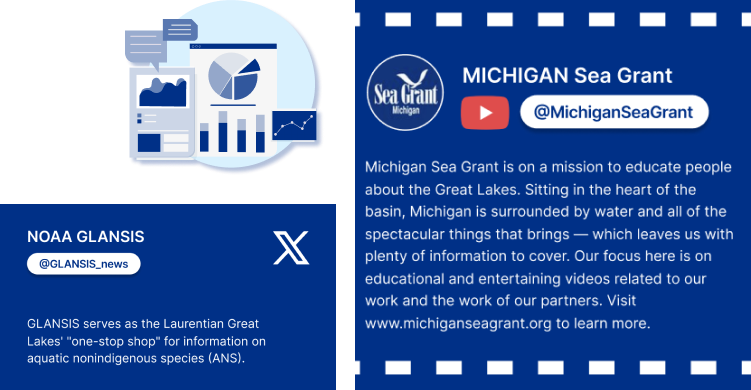 NOAA GLANSIS
@GLANSIS_news
GLANSIS serves as the Laurentian Great
Lakes' "one-stop shop" for information on
aquatic nonindigenous species (ANS).
Sea Grant
Michigan
MICHIGAN Sea Grant
@MichiganSeaGrant
Michigan Sea Grant is on a mission to educate people
about the Great Lakes. Sitting in the heart of the
basin, Michigan is surrounded by water and all of the
spectacular things that brings — which leaves us with
plenty of information to cover. Our focus here is on
educational and entertaining videos related to our
work and the work of our partners. Visit
www.michiganseagrant.org to learn more.